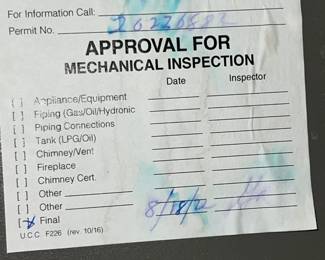 For Information Call:
Permit No.
APPROVAL FOR
MECHANICAL INSPECTION
Date Inspector
[ ] Appliance/Equipment
[ ] Piping (Gas/Oil/Hydronic
[ ] Piping Connections
[ ] Tank (LPG/Oil)
[ ] Chimney/Vent
[ ] Fireplace
[ ] Chimney Cert.
[ ] Other
[ ] Other
[ ] Final
U.C.C. F226 (rev. 10/16)